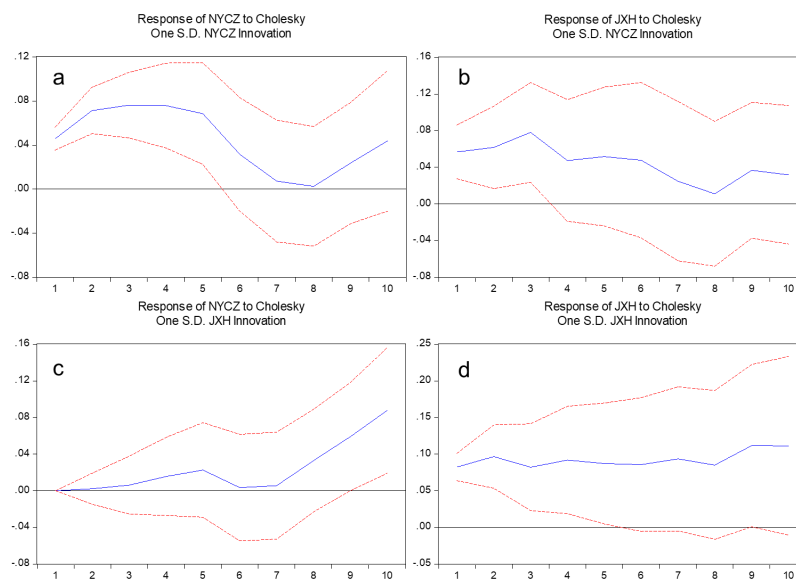 Response of NYCZ to Cholesky
One S.D. NYCZ Innovation
a
.12
.08
.04
.00
-.04
-.08
1 2 3 4 5 6 7 8 9 10
Response of JXH to Cholesky
One S.D. NYCZ Innovation
b
.16
.12
.08
.04
.00
-.04
-.08
1 2 3 4 5 6 7 8 9 10
Response of NYCZ to Cholesky
One S.D. JXH Innovation
c
.16
.12
.08
.04
.00
-.04
-.08
1 2 3 4 5 6 7 8 9 10
Response of JXH to Cholesky
One S.D. JXH Innovation
d
.25
.20
.15
.10
.05
.00
-.05
1 2 3 4 5 6 7 8 9 10